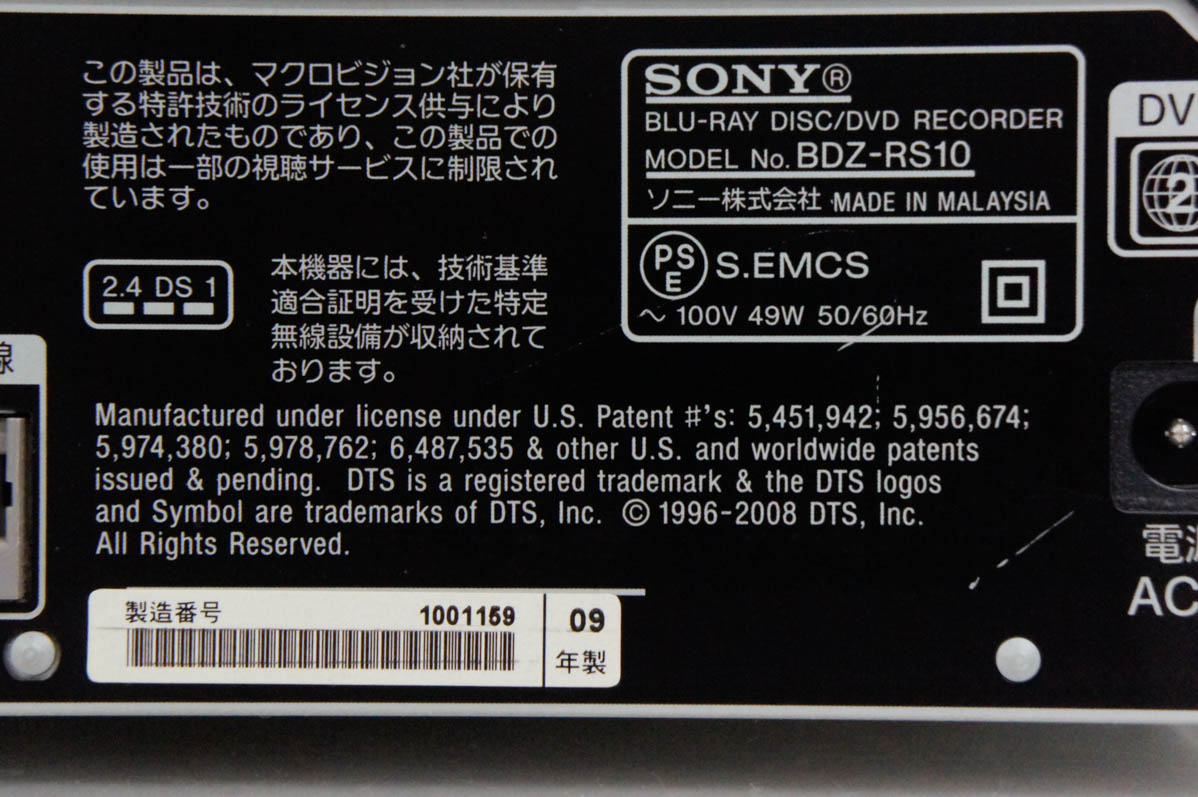 この製品は、マクロビジョン社が保有
する特許技術のライセンス供与により
製造されたものであり、この製品での
使用は一部の視聴サービスに制限され
ています。
SONY®
BLU-RAY DISC/DVD RECORDER
MODEL No. BDZ-RS10
ソニー株式会社 MADE IN MALAYSIA
PS
E
S.EMCS
～ 100V 49W 50/60Hz
DV
2
2.4 DS 1
本機器には、技術基準
適合証明を受けた特定
無線設備が収納されて
おります。
線
Manufactured under license under U.S. Patent #'s: 5,451,942; 5,956,674;
5,974,380; 5,978,762; 6,487,535 & other U.S. and worldwide patents
issued & pending. DTS is a registered trademark & the DTS logos
and Symbol are trademarks of DTS, Inc. © 1996-2008 DTS, Inc.
All Rights Reserved.
電源
AC
製造番号 1001159
09
年製